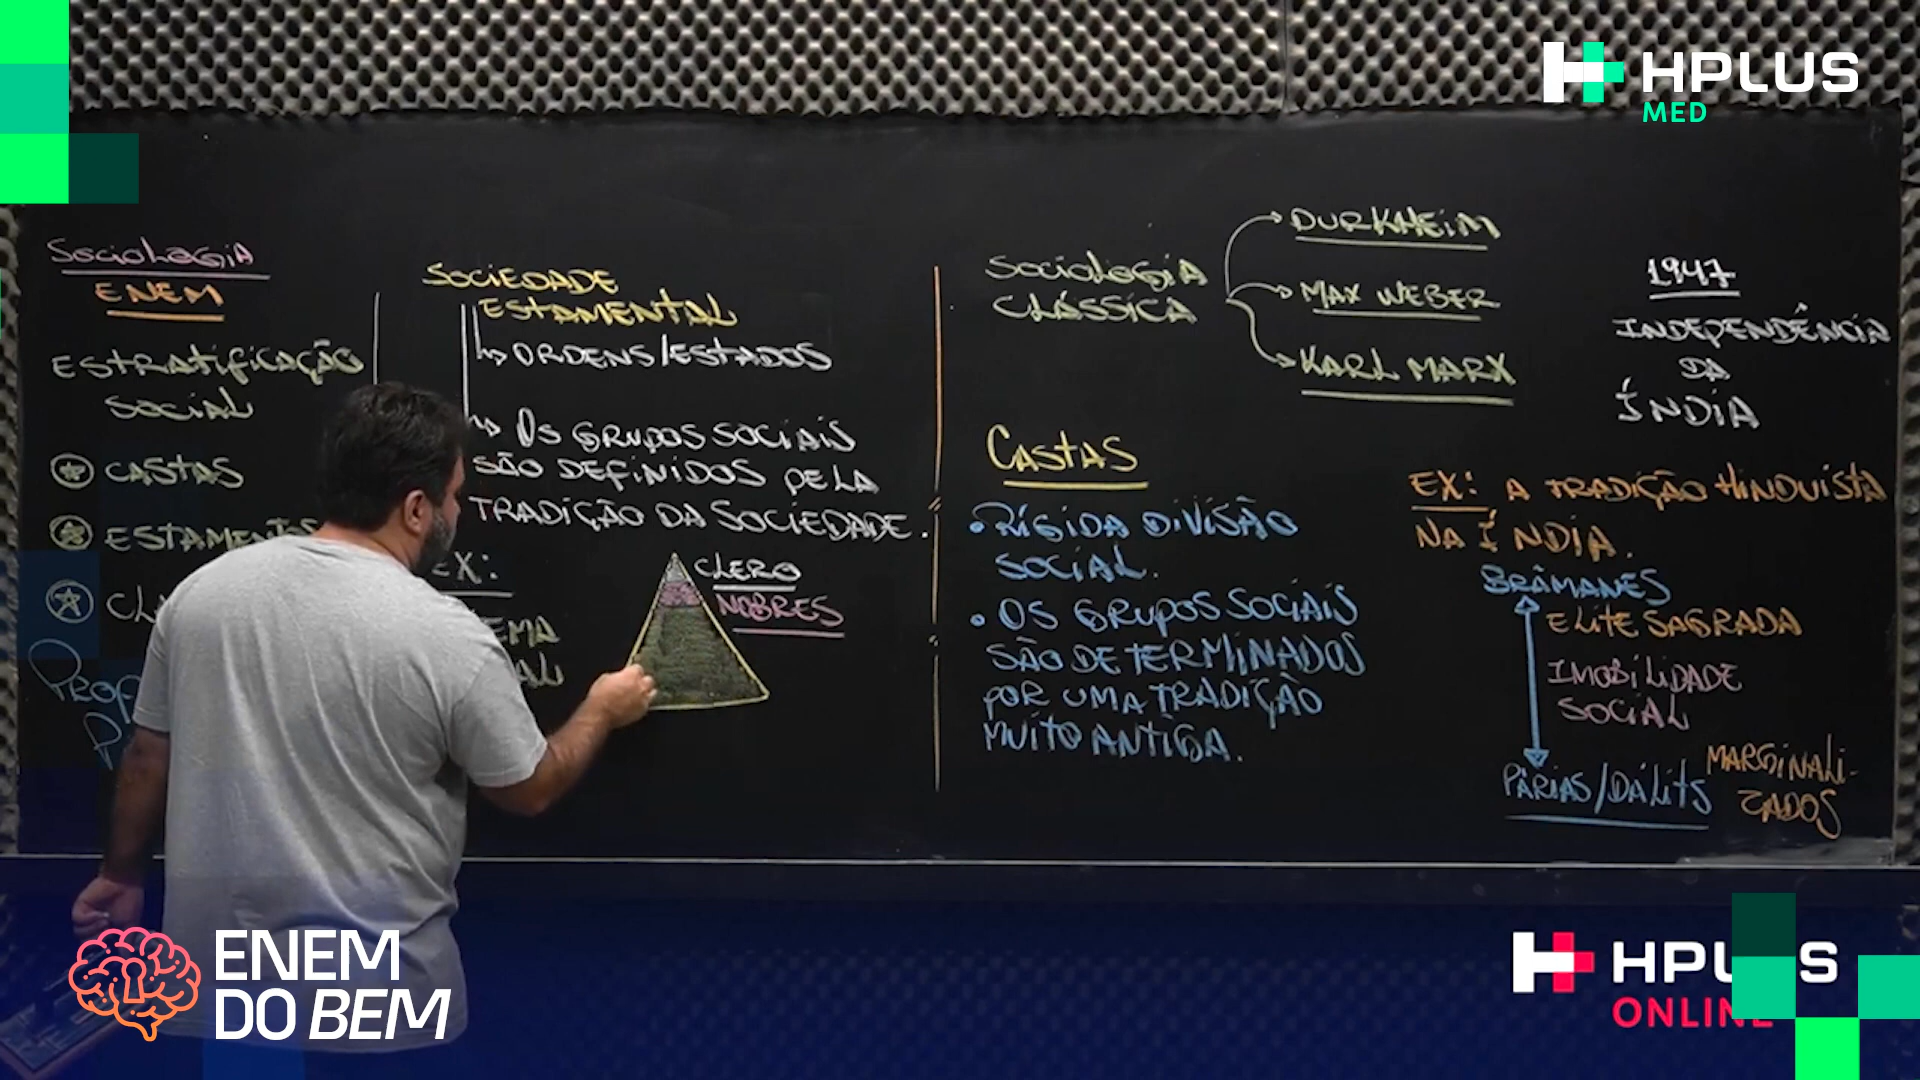 HPLUS
MED
SOCIOLOGIA
ENEM
ESTRATIFICAÇÃO
SOCIAL
CASTAS
SOCIEDADE
ESTAMENTAL
ORDENS/ESTADOS
OS GRUPOS SOCIAIS
SÃO DEFINIDOS PELA
TRADIÇÃO DA SOCIEDADE.
EX:
CLERO
NOBRES
SOCIOLOGIA
CLÁSSICA
DURKHEIM
MAX WEBER
KARL MARX
1947
INDEPENDÊNCIA
DA
ÍNDIA
CASTAS
• RÍGIDA DIVISÃO
SOCIAL.
• OS GRUPOS SOCIAIS
SÃO DETERMINADOS
POR UMA TRADIÇÃO
MUITO ANTIGA.
EX: A TRADIÇÃO HINDUÍSTA
NA ÍNDIA.
BRÂMANES
ELITE SAGRADA
IMOBILIDADE
SOCIAL
PÁRIAS/DALITS
MARGINALI-
ZADOS
ENEM
DO BEM
HPLUS
ONLINE